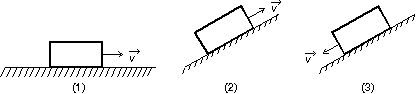 v⃗
v⃗
v⃗
(1)
(2)
(3)